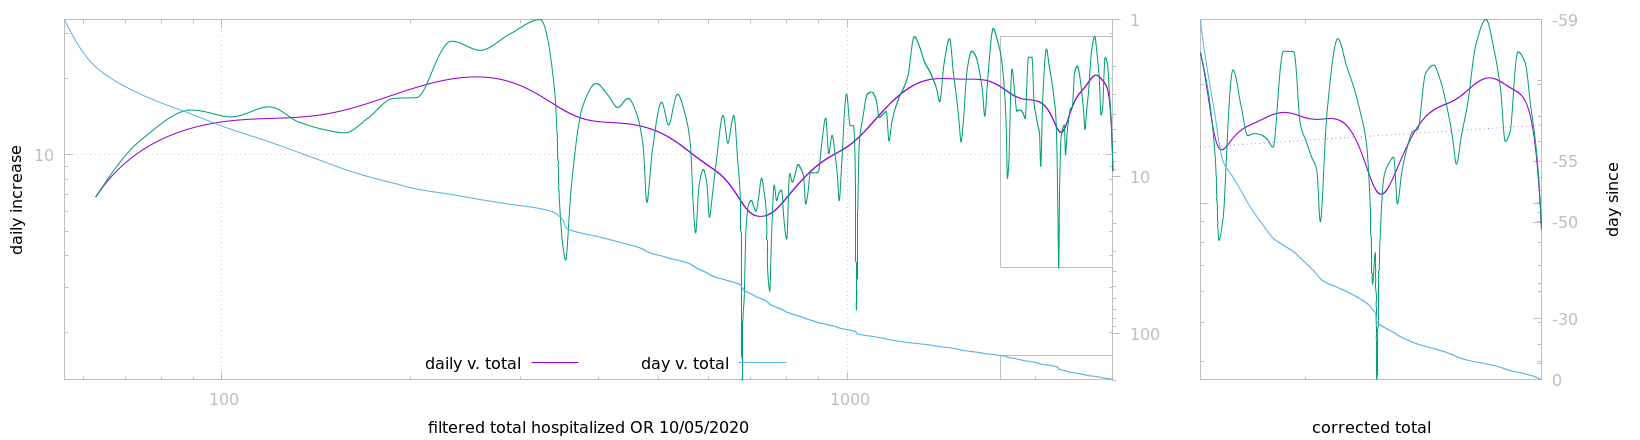 daily increase
10
1
10
100
daily v. total
day v. total
100
1000
filtered total hospitalized OR 10/05/2020
-59
-55
-50
-30
0
day since
corrected total